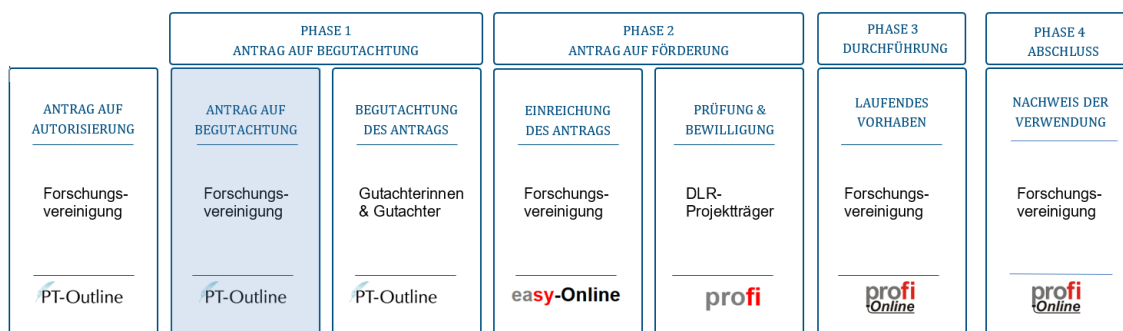 PHASE 1
ANTRAG AUF BEGUTACHTUNG
PHASE 2
ANTRAG AUF FÖRDERUNG
PHASE 3
DURCHFÜHRUNG
PHASE 4
ABSCHLUSS
ANTRAG AUF
AUTORISIERUNG
Forschungs-
vereinigung
PT-Outline
ANTRAG AUF
BEGUTACHTUNG
Forschungs-
vereinigung
PT-Outline
BEGUTACHTUNG
DES ANTRAGS
Gutachterinnen
& Gutachter
PT-Outline
EINREICHUNG
DES ANTRAGS
Forschungs-
vereinigung
easy-Online
PRÜFUNG &
BEWILLIGUNG
DLR-
Projektträger
profi
LAUFENDES
VORHABEN
Forschungs-
vereinigung
profi
Online
NACHWEIS DER
VERWENDUNG
Forschungs-
vereinigung
profi
Online